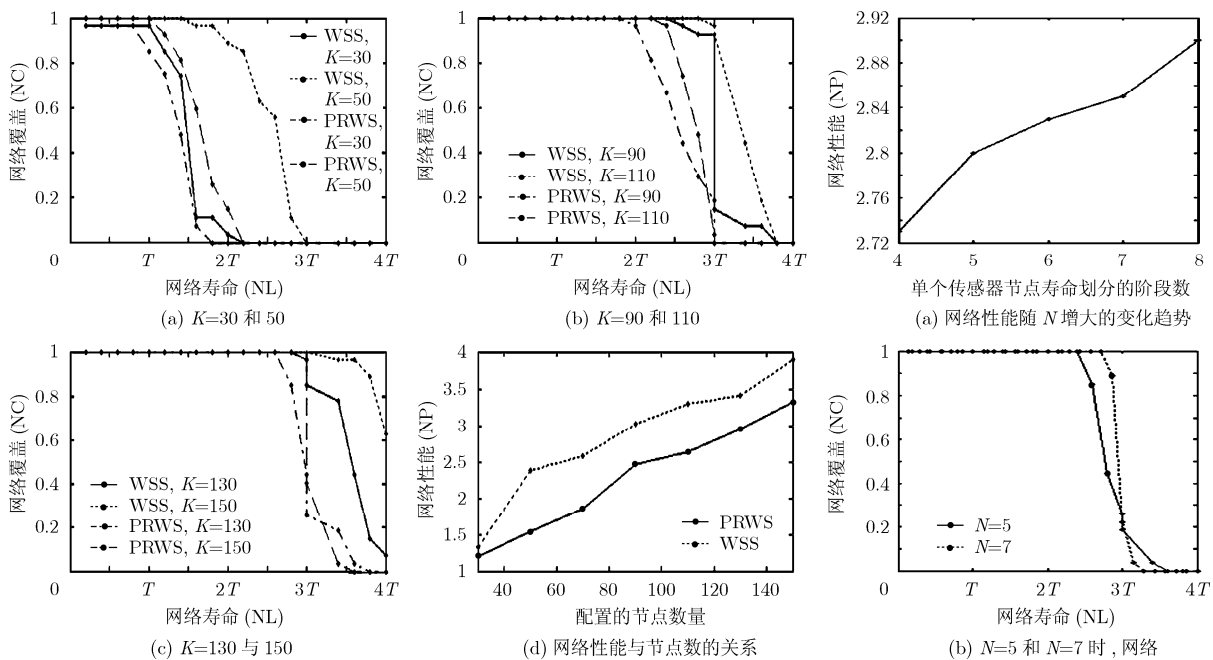 1
0.8
0.6
0.4
0.2
0
T
2T
3T
4T
网络覆盖 (NC)
网络寿命 (NL)
WSS,
K=30
WSS,
K=50
PRWS,
K=30
PRWS,
K=50
(a) K=30 和 50
1
0.8
0.6
0.4
0.2
0
T
2T
3T
4T
网络覆盖 (NC)
网络寿命 (NL)
WSS, K=90
WSS, K=110
PRWS, K=90
PRWS, K=110
(b) K=90 和 110
2.92
2.88
2.84
2.8
2.76
2.72
4
5
6
7
8
网络性能 (NP)
单个传感器节点寿命划分的阶段数
(a) 网络性能随 N 增大的变化趋势
1
0.8
0.6
0.4
0.2
0
T
2T
3T
4T
网络覆盖 (NC)
网络寿命 (NL)
WSS, K=130
WSS, K=150
PRWS, K=130
PRWS, K=150
(c) K=130 与 150
4
3.5
3
2.5
2
1.5
1
40
60
80
100
120
140
网络性能 (NP)
配置的节点数量
PRWS
WSS
(d) 网络性能与节点数的关系
1
0.8
0.6
0.4
0.2
0
T
2T
3T
4T
网络覆盖 (NC)
网络寿命 (NL)
N=5
N=7
(b) N=5 和 N=7 时 , 网络